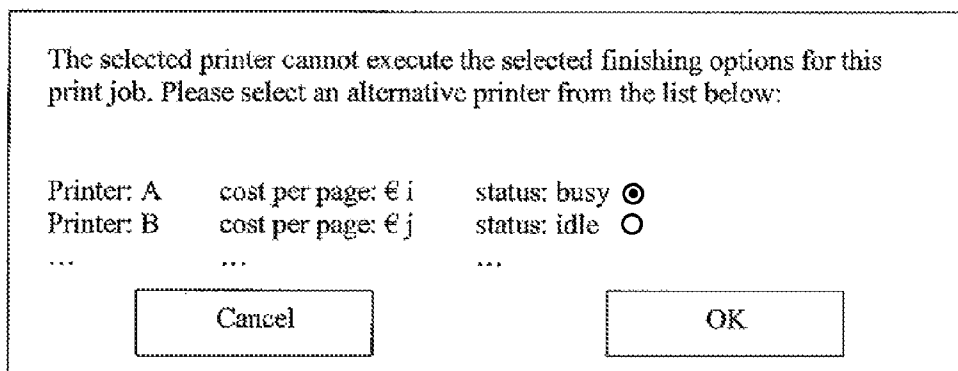 The selected printer cannot execute the selected finishing options for this
print job. Please select an alternative printer from the list below:
Printer: A cost per page: € i status: busy
Printer: B cost per page: € j status: idle
... ... ...
Cancel OK